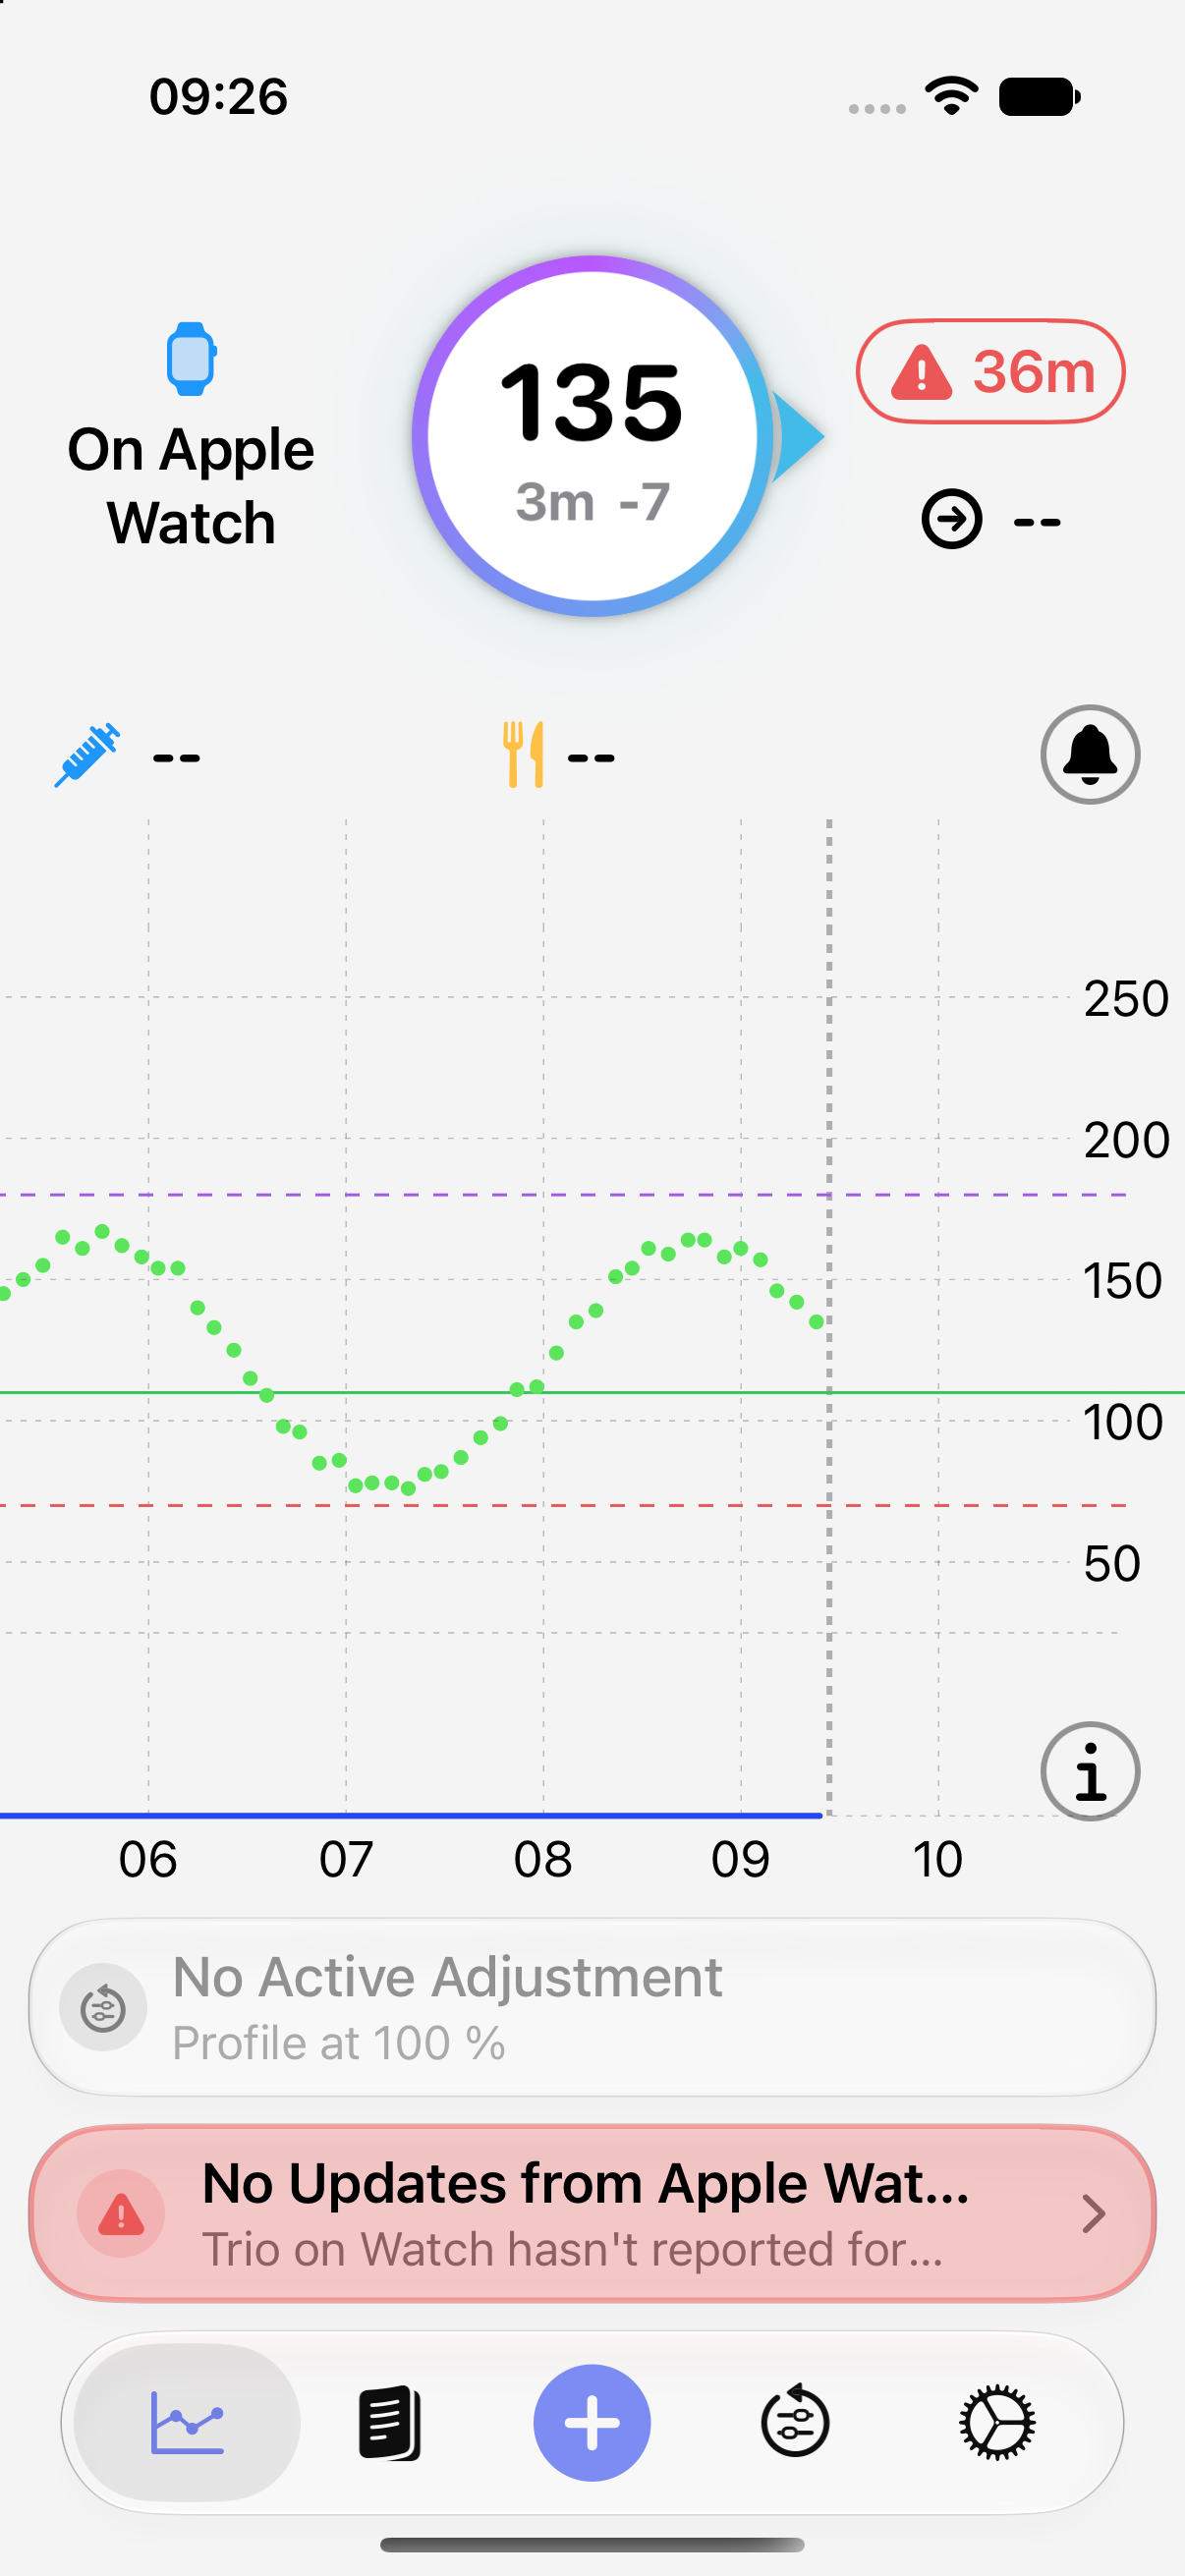 09:26
On Apple
Watch
135
3m -7
36m
--
--
--
250
200
150
100
50
06 07 08 09 10
No Active Adjustment
Profile at 100 %
No Updates from Apple Wat...
Trio on Watch hasn't reported for...